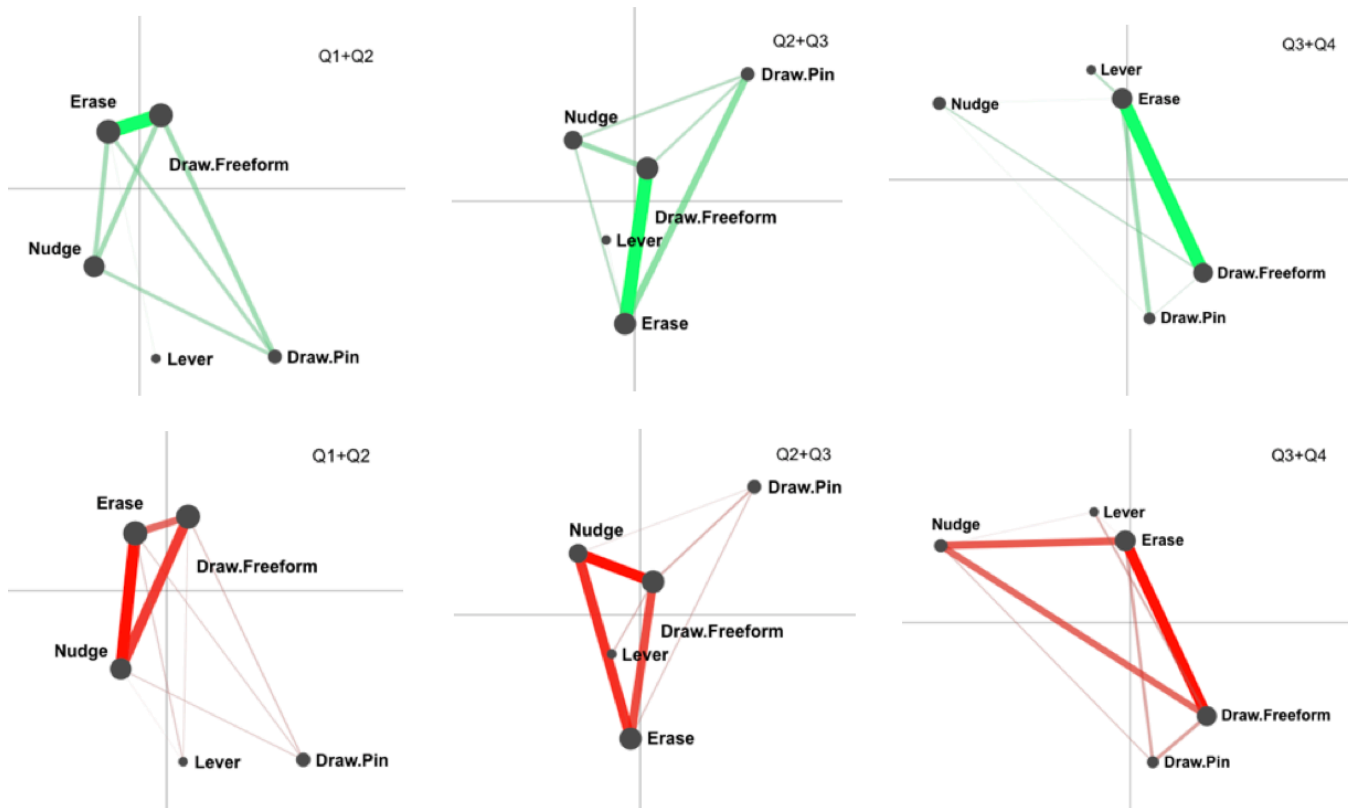 Q1+Q2
Erase
Draw.Freeform
Nudge
Lever
Draw.Pin
Q2+Q3
Draw.Pin
Nudge
Draw.Freeform
Lever
Erase
Q3+Q4
Lever
Erase
Nudge
Draw.Freeform
Draw.Pin
Q1+Q2
Erase
Draw.Freeform
Nudge
Lever
Draw.Pin
Q2+Q3
Draw.Pin
Nudge
Draw.Freeform
Lever
Erase
Q3+Q4
Lever
Nudge
Erase
Draw.Freeform
Draw.Pin